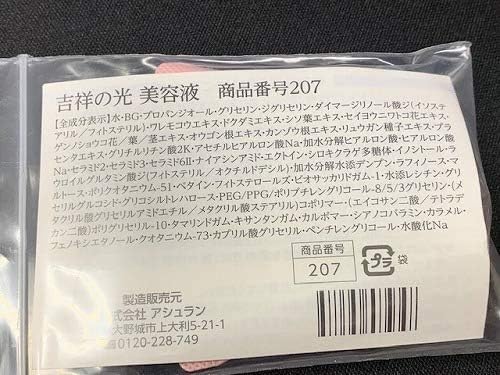 吉祥の光 美容液　商品番号207
【全成分表示】水・BG・プロパンジオール・グリセリン・ジグリセリン・ダイマージリノール酸ジ(イソステ
アリル/フィトステリル)・ワレモコウエキス・ドクダミエキス・シソ葉エキス・セイヨウニワトコ花エキス・
ゲンノショウコ花/葉/茎エキス・オウゴン根エキス・カンゾウ根エキス・リュウガン種子エキス・プラ
センタエキス・グリチルリチン酸2K・アセチルヒアルロン酸Na・加水分解ヒアルロン酸・ヒアルロン酸
Na・セラミド2・セラミド3・セラミド6Ⅱ・ナイアシンアミド・エクトイン・シロキクラゲ多糖体・イノシトール・ラ
ウロイルグルタミン酸ジ(フィトステリル/オクチルドデシル)・加水分解水添デンプン・ラフィノース・マ
ルトース・ポリクオタニウム-51・ベタイン・フィトステロールズ・ビオサッカリドガム-1・水添レシチン・グリ
セリルグルコシド・グリコシルトレハロース・PEG/PPG/ポリブチレングリコール-8/5/3グリセリン・(メ
タクリル酸グリセリルアミドエチル/メタクリル酸ステアリル)コポリマー・(エイコサン二酸/テトラデ
カン二酸)ポリグリセリル-10・タマリンドガム・キサンタンガム・カルボマー・シアノコバラミン・カラメル・
フェノキシエタノール・クオタニウム-73・カプリル酸グリセリル・ペンチレングリコール・水酸化Na
商品番号
207
プラ
袋
製造販売元
式会社 アシュラン
大野城市上大利5-21-1
0120-228-749